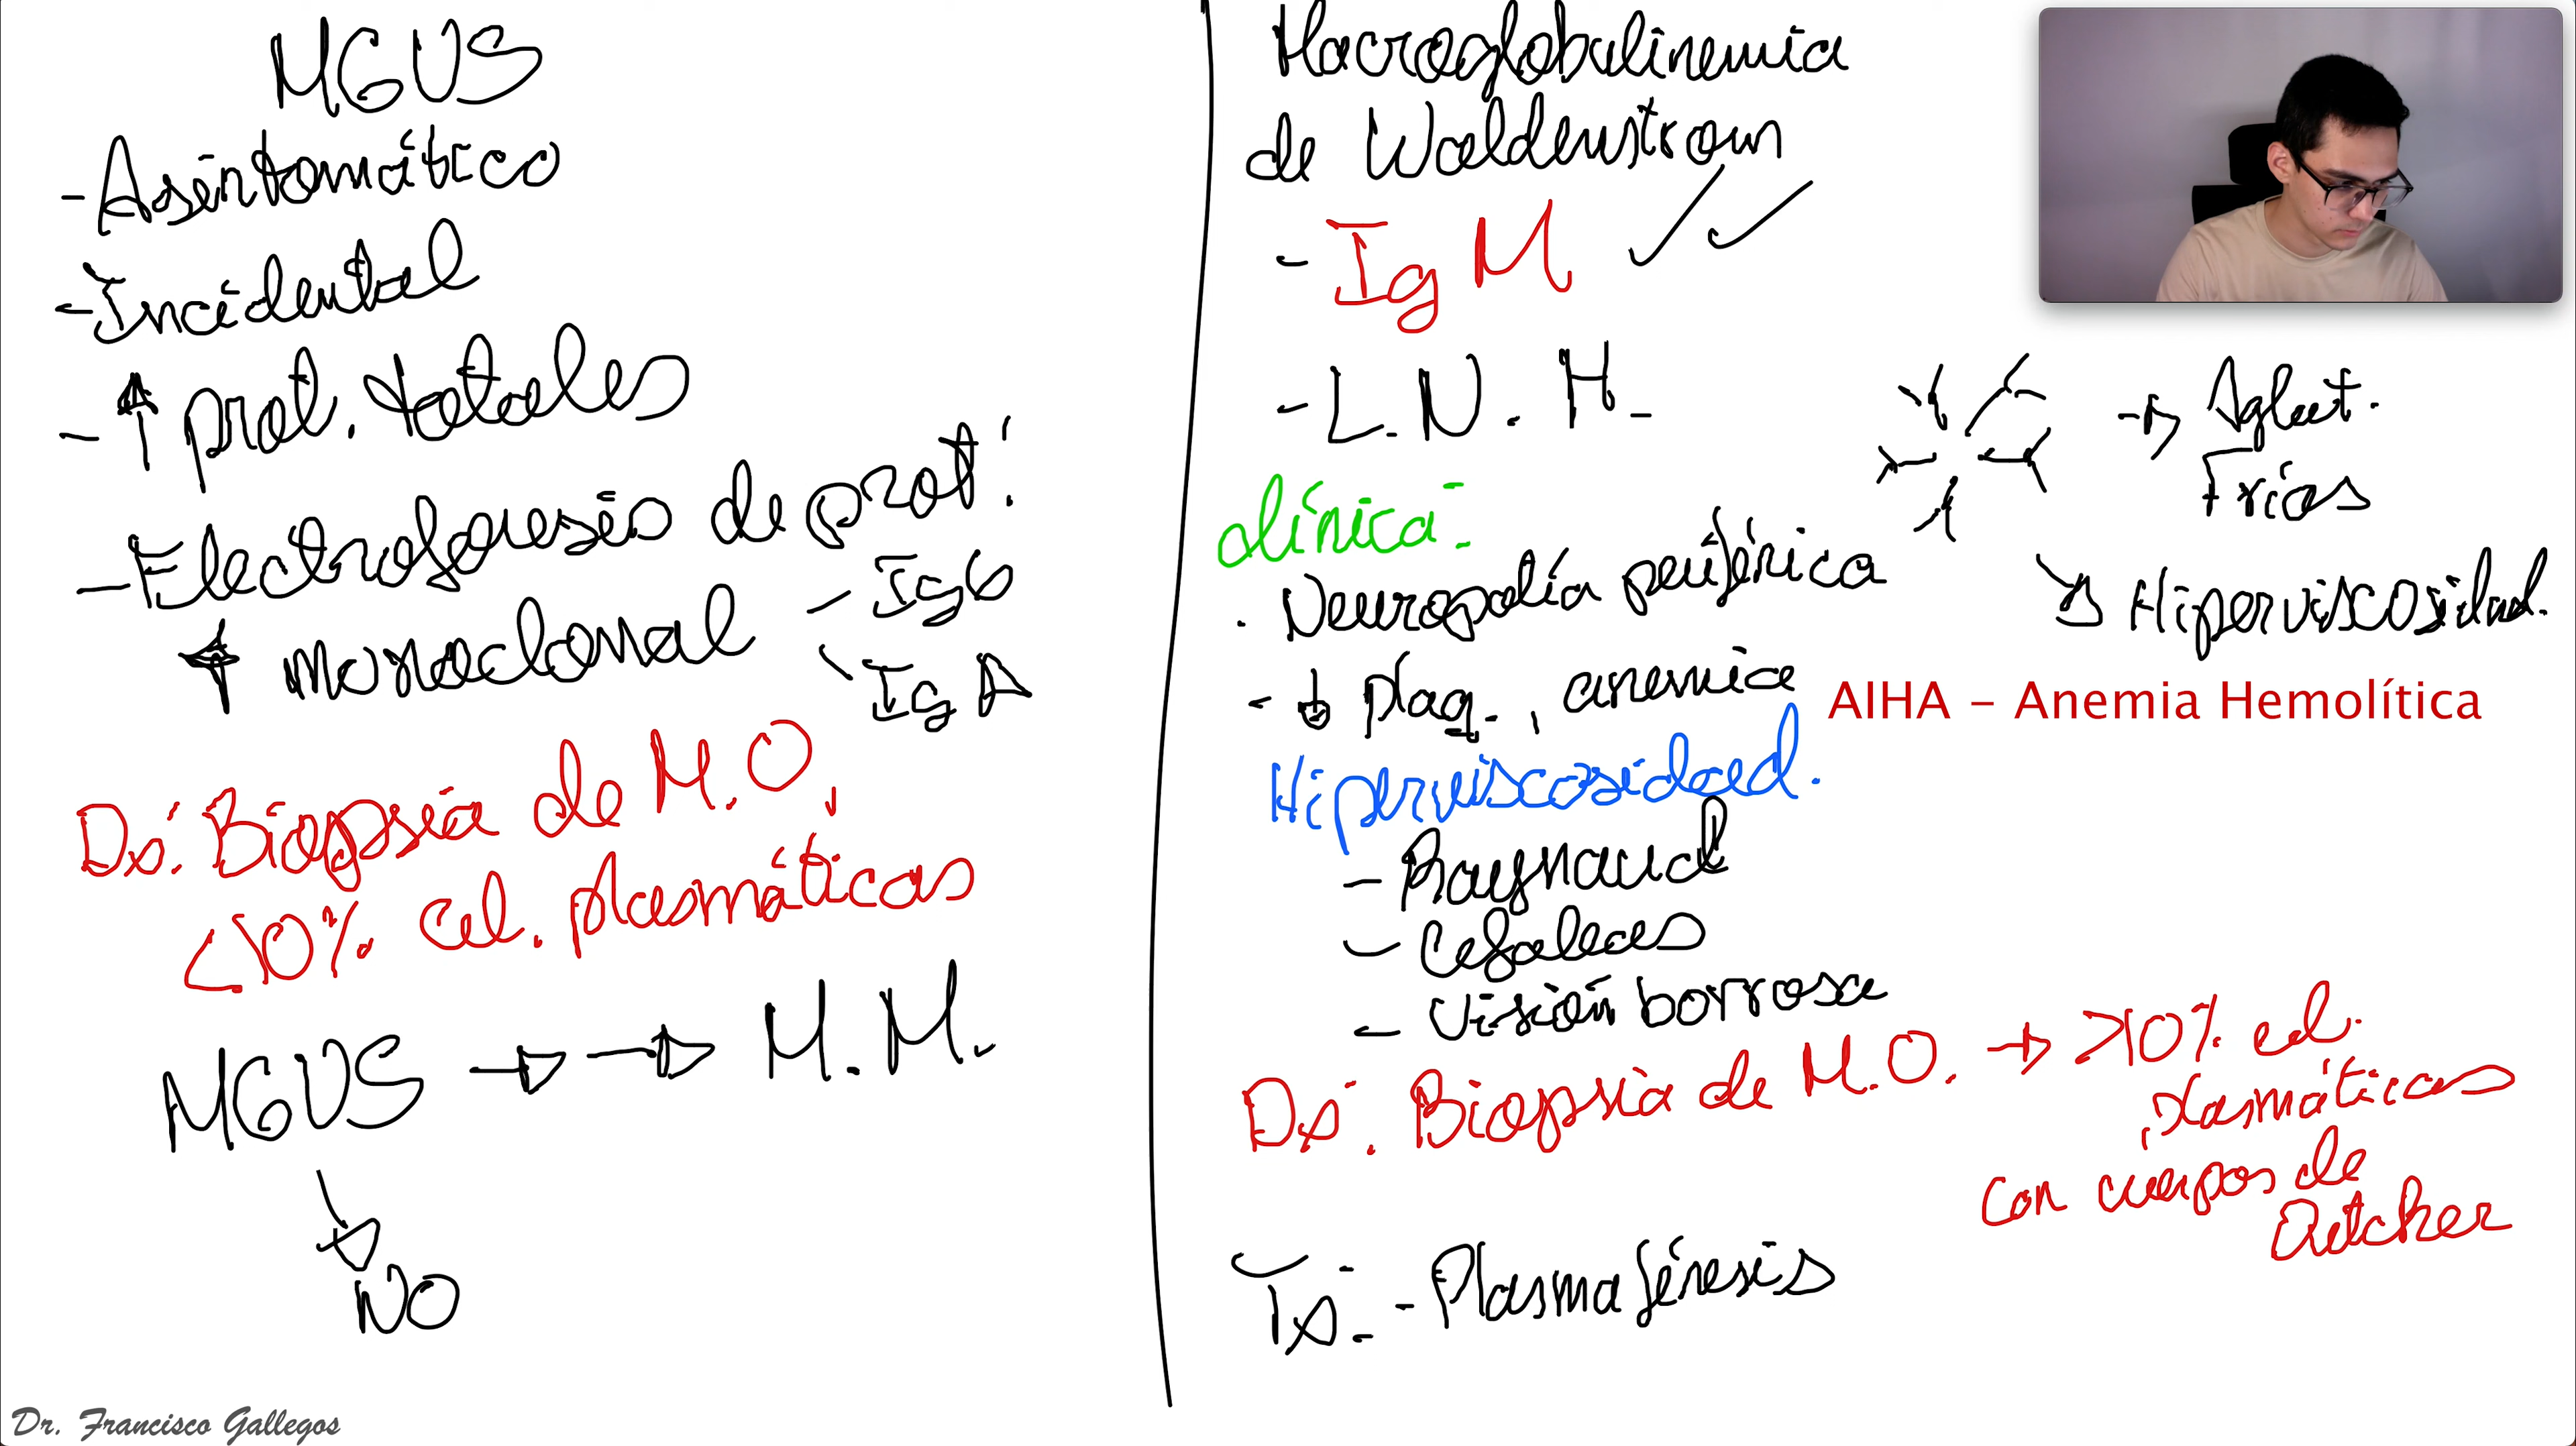 MGUS
- Asintomático
- Incidental
- ↑ prot. totales
- Electroforesis de prot:
↑ monoclonal - IgG
- IgA
Dx: Biopsia de M.O.
<10% cel. plasmáticas
MGUS → → M.M.
↓
NO
Macroglobulinemia
de Waldenstrom
- IgM ✓✓
- L.N.H.
→ Aglut.
Frías
↘ Hiperviscosidad.
Clínica:
- Neuropatía periférica
- ↓ plaq., anemia
AIHA – Anemia Hemolítica
Hiperviscosidad.
- Raynaud
- Cefaleas
- Visión borrosa
Dx: Biopsia de M.O. → >10% cel.
plasmáticas
con cuerpos de
Dutcher
Tx: - Plasmaféresis
Dr. Francisco Gallegos